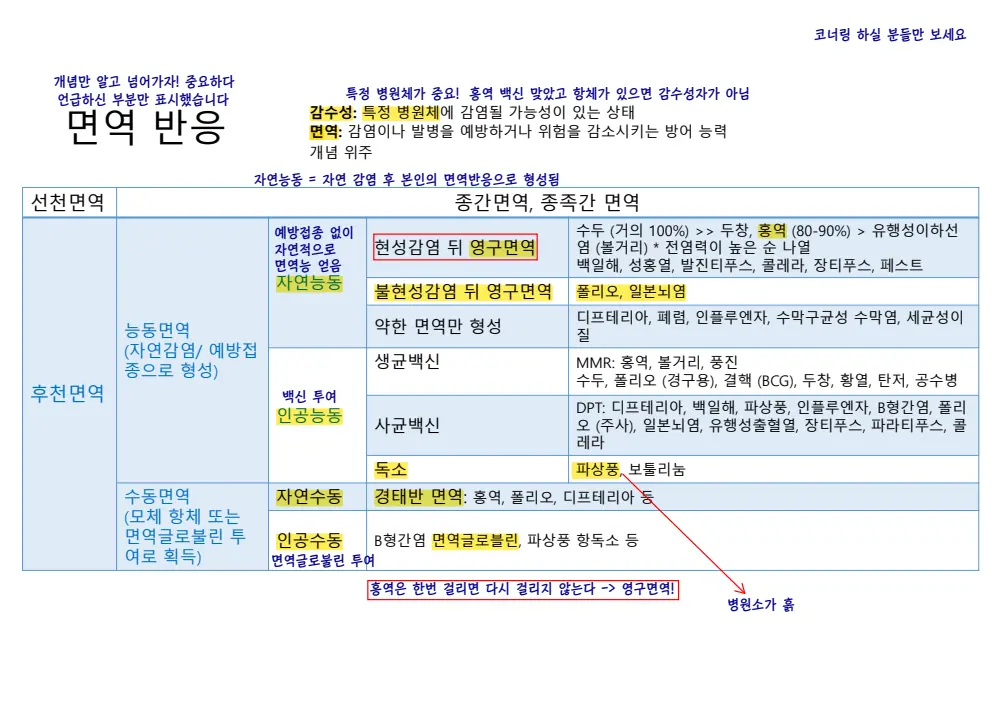 코너링 하실 분들만 보세요
개념만 알고 넘어가자! 중요하다
언급하신 부분만 표시했습니다
면역 반응
특정 병원체가 중요! 홍역 백신 맞았고 항체가 있으면 감수성자가 아님
감수성: 특정 병원체에 감염될 가능성이 있는 상태
면역: 감염이나 발병을 예방하거나 위험을 감소시키는 방어 능력
개념 위주
자연능동 = 자연 감염 후 본인의 면역반응으로 형성됨
선천면역
종간면역, 종족간 면역
후천면역
능동면역
(자연감염/ 예방접
종으로 형성)
예방접종 없이
자연적으로
면역능 얻음
자연능동
현성감염 뒤 영구면역
수두 (거의 100%) >> 두창, 홍역 (80-90%) > 유행성이하선
염 (볼거리) * 전염력이 높은 순 나열
백일해, 성홍열, 발진티푸스, 콜레라, 장티푸스, 페스트
불현성감염 뒤 영구면역
폴리오, 일본뇌염
약한 면역만 형성
디프테리아, 폐렴, 인플루엔자, 수막구균성 수막염, 세균성이
질
백신 투여
인공능동
생균백신
MMR: 홍역, 볼거리, 풍진
수두, 폴리오 (경구용), 결핵 (BCG), 두창, 황열, 탄저, 공수병
사균백신
DPT: 디프테리아, 백일해, 파상풍, 인플루엔자, B형간염, 폴리
오 (주사), 일본뇌염, 유행성출혈열, 장티푸스, 파라티푸스, 콜
레라
독소
파상풍, 보툴리눔
수동면역
(모체 항체 또는
면역글로불린 투
여로 획득)
자연수동
경태반 면역: 홍역, 폴리오, 디프테리아 등
인공수동
면역글로불린 투여
B형간염 면역글로블린, 파상풍 항독소 등
홍역은 한번 걸리면 다시 걸리지 않는다 -> 영구면역!
병원소가 흙